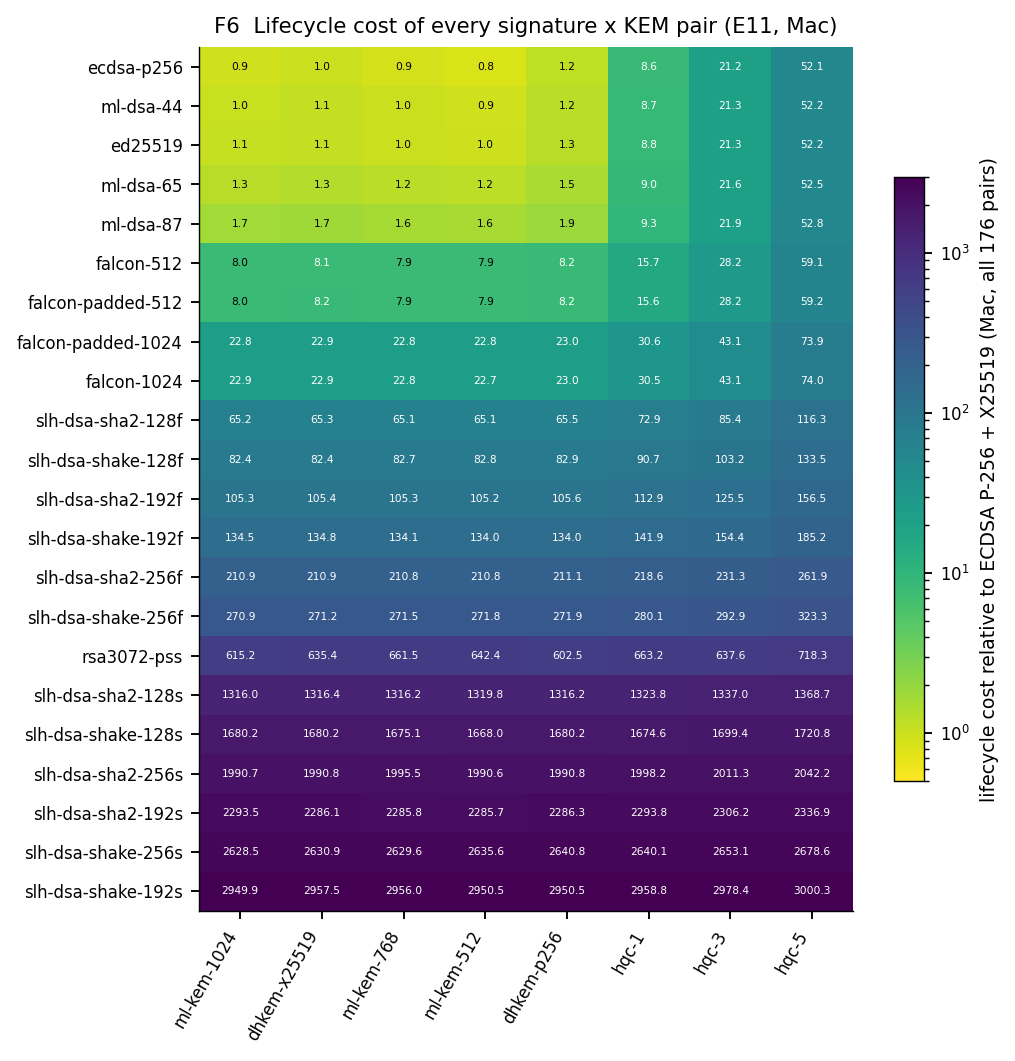 F6  Lifecycle cost of every signature x KEM pair (E11, Mac)
ecdsa-p256 0.9 1.0 0.9 0.8 1.2 8.6 21.2 52.1
ml-dsa-44 1.0 1.1 1.0 0.9 1.2 8.7 21.3 52.2
ed25519 1.1 1.1 1.0 1.0 1.3 8.8 21.3 52.2
ml-dsa-65 1.3 1.3 1.2 1.2 1.5 9.0 21.6 52.5
ml-dsa-87 1.7 1.7 1.6 1.6 1.9 9.3 21.9 52.8
falcon-512 8.0 8.1 7.9 7.9 8.2 15.7 28.2 59.1
falcon-padded-512 8.0 8.2 7.9 7.9 8.2 15.6 28.2 59.2
falcon-padded-1024 22.8 22.9 22.8 22.8 23.0 30.6 43.1 73.9
falcon-1024 22.9 22.9 22.8 22.7 23.0 30.5 43.1 74.0
slh-dsa-sha2-128f 65.2 65.3 65.1 65.1 65.5 72.9 85.4 116.3
slh-dsa-shake-128f 82.4 82.4 82.7 82.8 82.9 90.7 103.2 133.5
slh-dsa-sha2-192f 105.3 105.4 105.3 105.2 105.6 112.9 125.5 156.5
slh-dsa-shake-192f 134.5 134.8 134.1 134.0 134.0 141.9 154.4 185.2
slh-dsa-sha2-256f 210.9 210.9 210.8 210.8 211.1 218.6 231.3 261.9
slh-dsa-shake-256f 270.9 271.2 271.5 271.8 271.9 280.1 292.9 323.3
rsa3072-pss 615.2 635.4 661.5 642.4 602.5 663.2 637.6 718.3
slh-dsa-sha2-128s 1316.0 1316.4 1316.2 1319.8 1316.2 1323.8 1337.0 1368.7
slh-dsa-shake-128s 1680.2 1680.2 1675.1 1668.0 1680.2 1674.6 1699.4 1720.8
slh-dsa-sha2-256s 1990.7 1990.8 1995.5 1990.6 1990.8 1998.2 2011.3 2042.2
slh-dsa-sha2-192s 2293.5 2286.1 2285.8 2285.7 2286.3 2293.8 2306.2 2336.9
slh-dsa-shake-256s 2628.5 2630.9 2629.6 2635.6 2640.8 2640.1 2653.1 2678.6
slh-dsa-shake-192s 2949.9 2957.5 2956.0 2950.5 2950.5 2958.8 2978.4 3000.3
ml-kem-1024
dhkem-x25519
ml-kem-768
ml-kem-512
dhkem-p256
hqc-1
hqc-3
hqc-5
10³
10²
10¹
10⁰
lifecycle cost relative to ECDSA P-256 + X25519 (Mac, all 176 pairs)